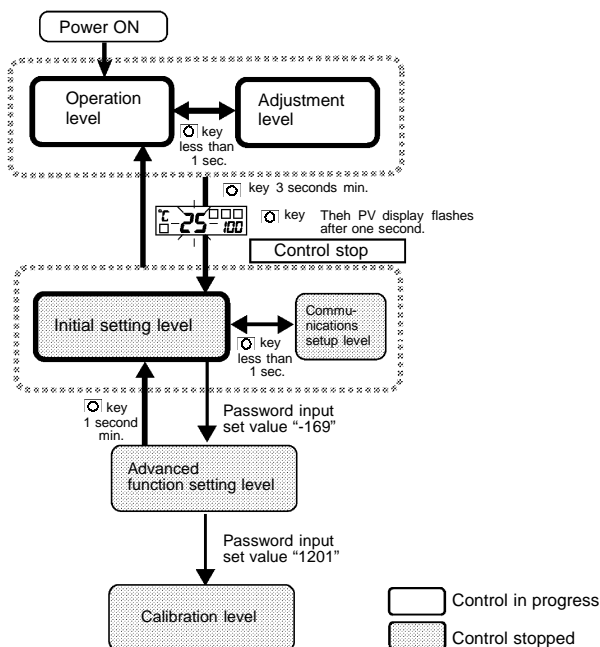 Power ON
Operation
level
Adjustment
level
key
less than
1 sec.
key 3 seconds min.
°C
25
100
key Theh PV display flashes
after one second.
Control stop
Initial setting level
Commu-
nications
setup level
key
less than
1 sec.
key
1 second
min.
Password input
set value “-169”
Advanced
function setting level
Password input
set value “1201”
Calibration level
Control in progress
Control stopped